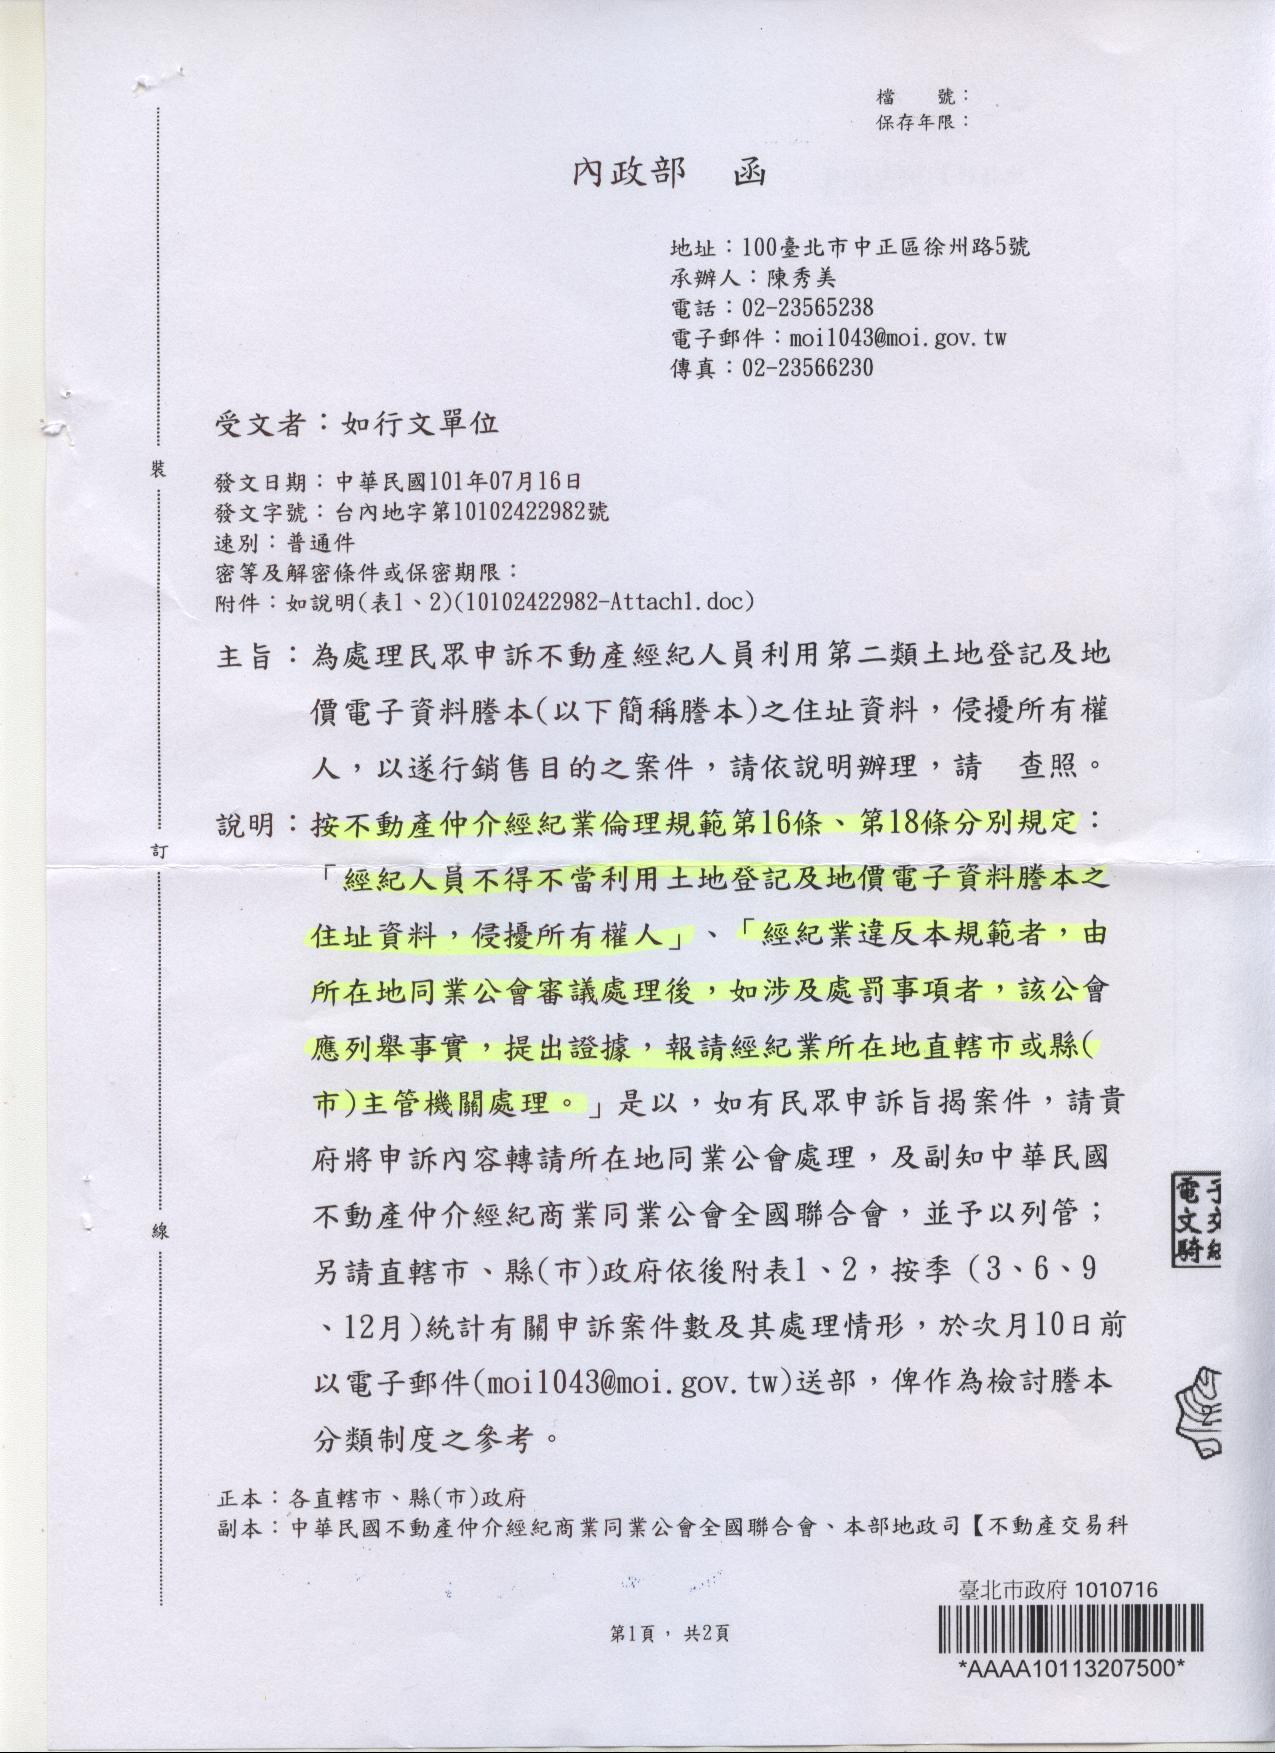 檔　　號：
保存年限：
內政部　函
地址：100臺北市中正區徐州路5號
承辦人：陳秀美
電話：02-23565238
電子郵件：moi1043@moi.gov.tw
傳真：02-23566230
受文者：如行文單位
發文日期：中華民國101年07月16日
發文字號：台內地字第10102422982號
速別：普通件
密等及解密條件或保密期限：
附件：如說明(表1、2)(10102422982-Attach1.doc)
主旨：為處理民眾申訴不動產經紀人員利用第二類土地登記及地
價電子資料謄本(以下簡稱謄本)之住址資料，侵擾所有權
人，以遂行銷售目的之案件，請依說明辦理，請　查照。
說明：按不動產仲介經紀業倫理規範第16條、第18條分別規定：
「經紀人員不得不當利用土地登記及地價電子資料謄本之
住址資料，侵擾所有權人」、「經紀業違反本規範者，由
所在地同業公會審議處理後，如涉及處罰事項者，該公會
應列舉事實，提出證據，報請經紀業所在地直轄市或縣(
市)主管機關處理。」是以，如有民眾申訴旨揭案件，請貴
府將申訴內容轉請所在地同業公會處理，及副知中華民國
不動產仲介經紀商業同業公會全國聯合會，並予以列管；
另請直轄市、縣(市)政府依後附表1、2，按季（3、6、9
、12月)統計有關申訴案件數及其處理情形，於次月10日前
以電子郵件(moi1043@moi.gov.tw)送部，俾作為檢討謄本
分類制度之參考。
正本：各直轄市、縣(市)政府
副本：中華民國不動產仲介經紀商業同業公會全國聯合會、本部地政司【不動產交易科
裝
訂
線
電子
文交
騎
臺北市政府 1010716
*AAAA10113207500*
第1頁，共2頁